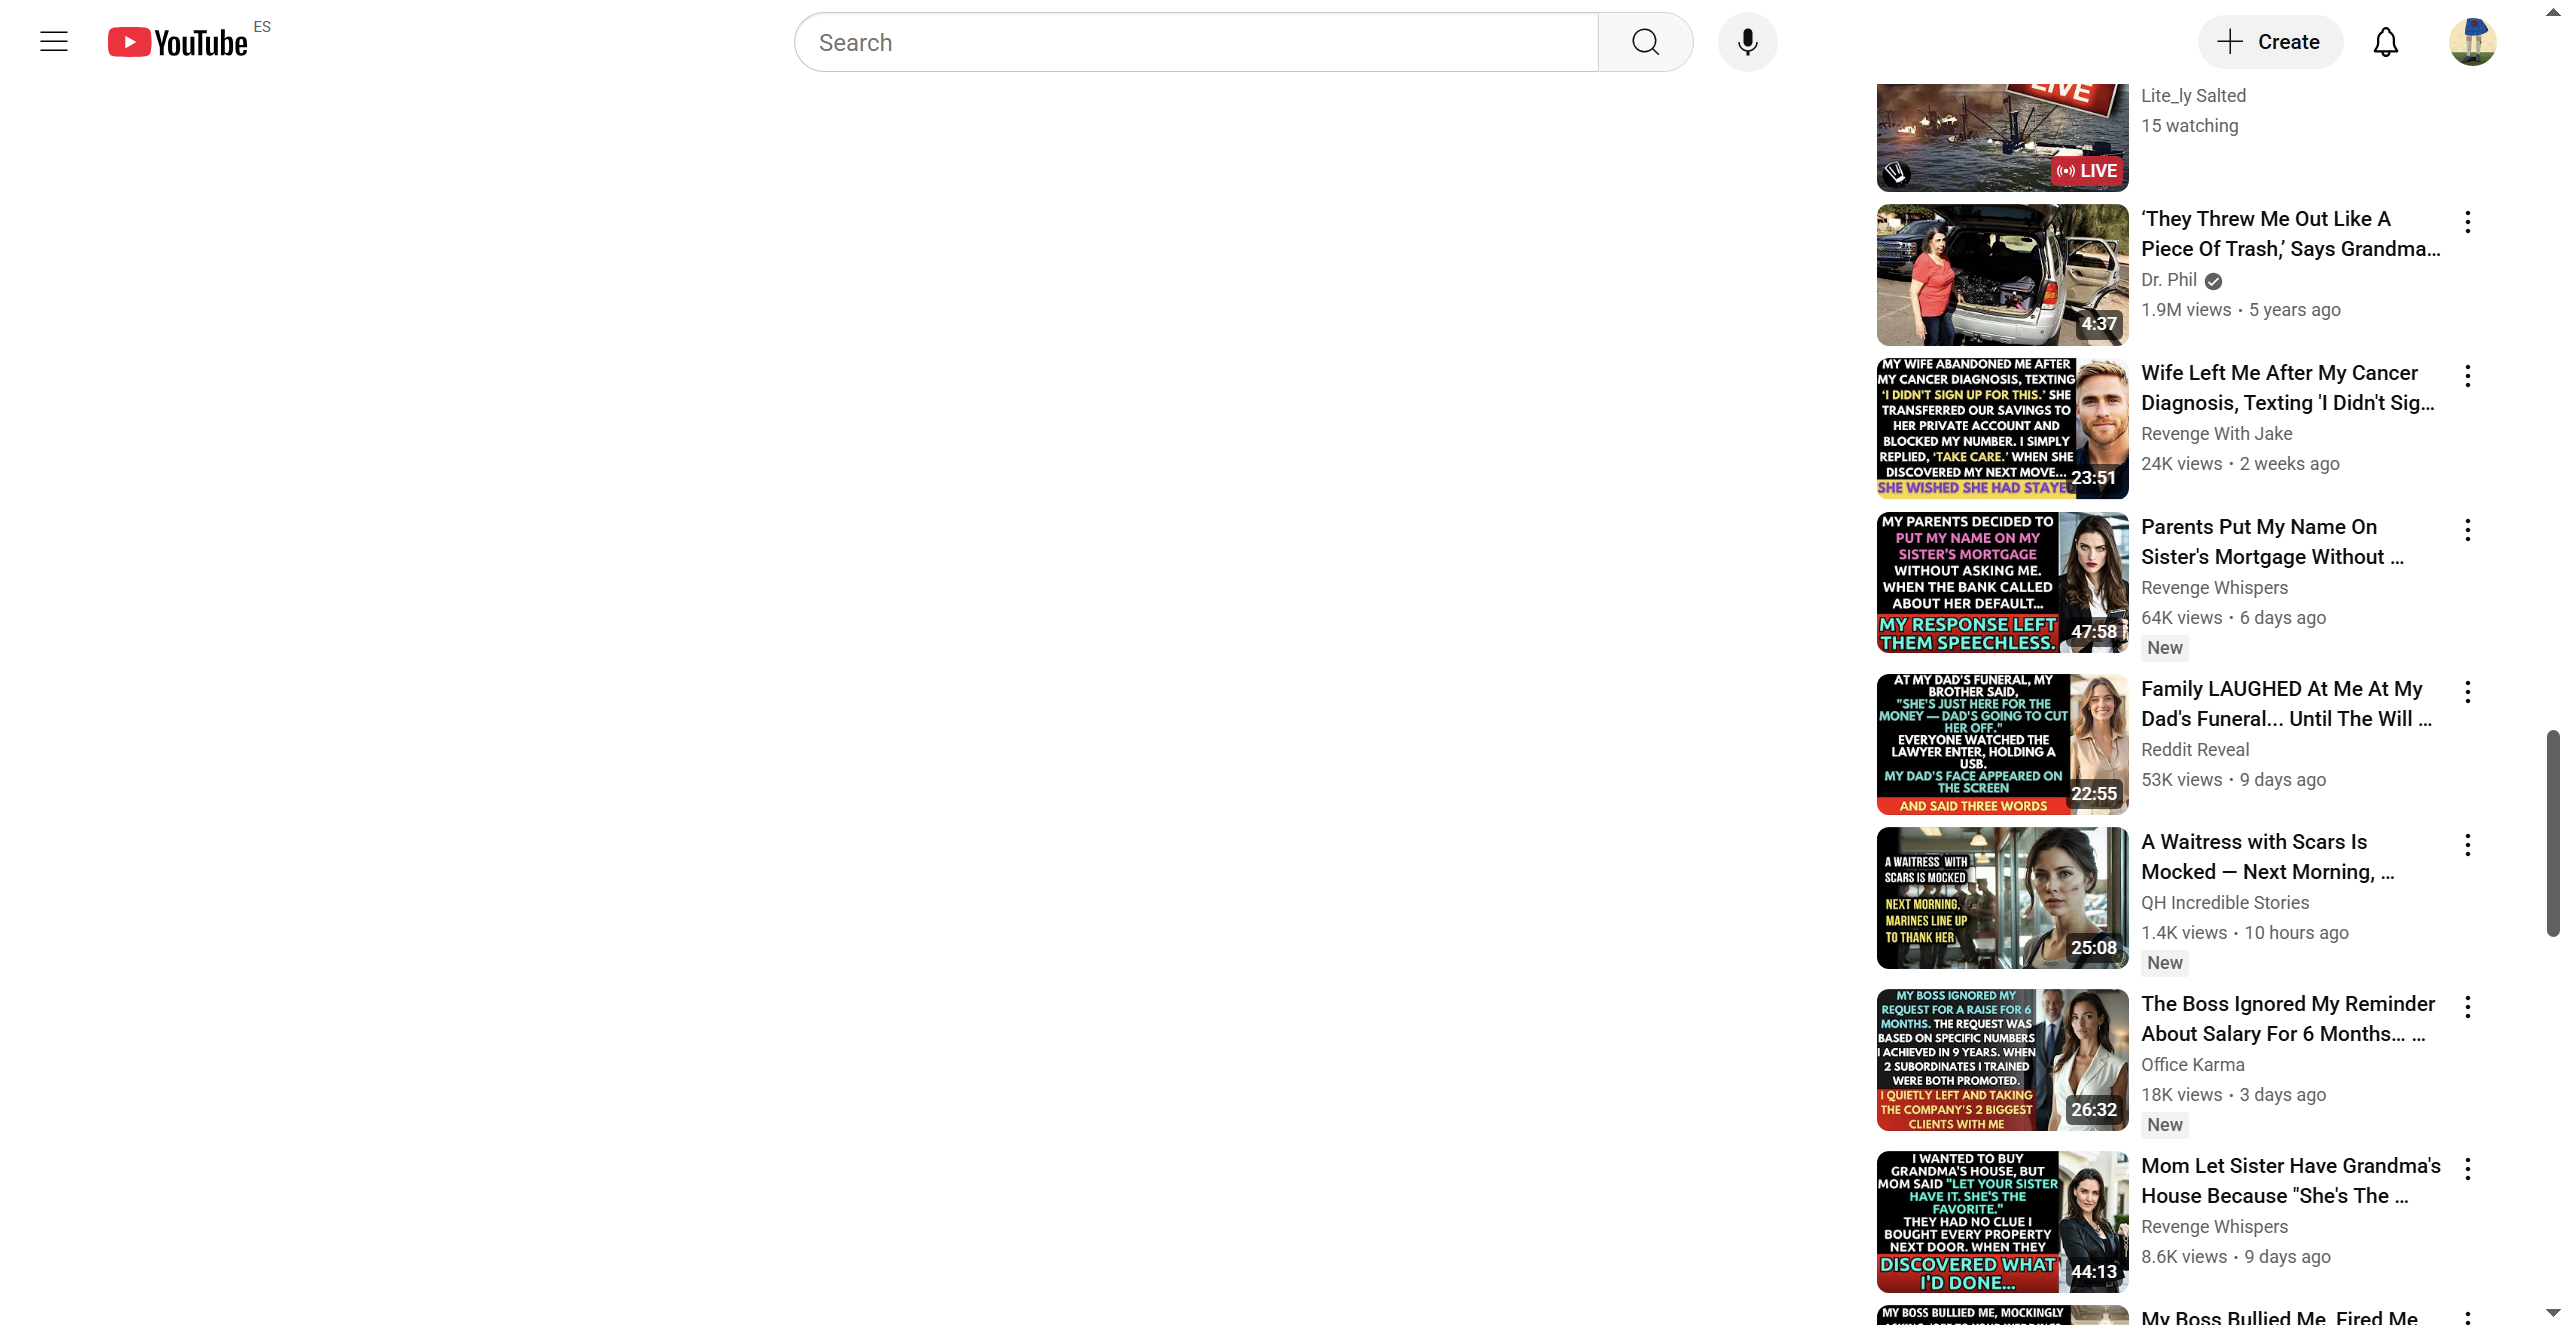 YouTube
ES
Search
Create
LIVE
LIVE
Lite_ly Salted
15 watching
4:37
‘They Threw Me Out Like A
Piece Of Trash,’ Says Grandma...
Dr. Phil
1.9M views • 5 years ago
MY WIFE ABANDONED ME AFTER
MY CANCER DIAGNOSIS, TEXTING
‘I DIDN'T SIGN UP FOR THIS.’ SHE
TRANSFERRED OUR SAVINGS TO
HER PRIVATE ACCOUNT AND
BLOCKED MY NUMBER. I SIMPLY
REPLIED, ‘TAKE CARE.’ WHEN SHE
DISCOVERED MY NEXT MOVE...
SHE WISHED SHE HAD STAYE
23:51
Wife Left Me After My Cancer
Diagnosis, Texting 'I Didn't Sig...
Revenge With Jake
24K views • 2 weeks ago
MY PARENTS DECIDED TO
PUT MY NAME ON MY
SISTER'S MORTGAGE
WITHOUT ASKING ME.
WHEN THE BANK CALLED
ABOUT HER DEFAULT...
MY RESPONSE LEFT
THEM SPEECHLESS.
47:58
Parents Put My Name On
Sister's Mortgage Without ...
Revenge Whispers
64K views • 6 days ago
New
AT MY DAD'S FUNERAL, MY
BROTHER SAID,
"SHE'S JUST HERE FOR THE
MONEY — DAD'S GOING TO CUT
HER OFF."
EVERYONE WATCHED THE
LAWYER ENTER, HOLDING A
USB.
MY DAD'S FACE APPEARED ON
THE SCREEN
AND SAID THREE WORDS
22:55
Family LAUGHED At Me At My
Dad's Funeral... Until The Will ...
Reddit Reveal
53K views • 9 days ago
A WAITRESS WITH
SCARS IS MOCKED
NEXT MORNING,
MARINES LINE UP
TO THANK HER
25:08
A Waitress with Scars Is
Mocked — Next Morning, ...
QH Incredible Stories
1.4K views • 10 hours ago
New
MY BOSS IGNORED MY
REQUEST FOR A RAISE FOR 6
MONTHS. THE REQUEST WAS
BASED ON SPECIFIC NUMBERS
I ACHIEVED IN 9 YEARS. WHEN
2 SUBORDINATES I TRAINED
WERE BOTH PROMOTED.
I QUIETLY LEFT AND TAKING
THE COMPANY'S 2 BIGGEST
CLIENTS WITH ME
26:32
The Boss Ignored My Reminder
About Salary For 6 Months... ...
Office Karma
18K views • 3 days ago
New
I WANTED TO BUY
GRANDMA'S HOUSE, BUT
MOM SAID "LET YOUR SISTER
HAVE IT. SHE'S THE
FAVORITE."
THEY HAD NO CLUE I
BOUGHT EVERY PROPERTY
NEXT DOOR. WHEN THEY
DISCOVERED WHAT
I'D DONE...
44:13
Mom Let Sister Have Grandma's
House Because "She's The ...
Revenge Whispers
8.6K views • 9 days ago
MY BOSS BULLIED ME, MOCKINGLY
My Boss Bullied Me, Fired Me